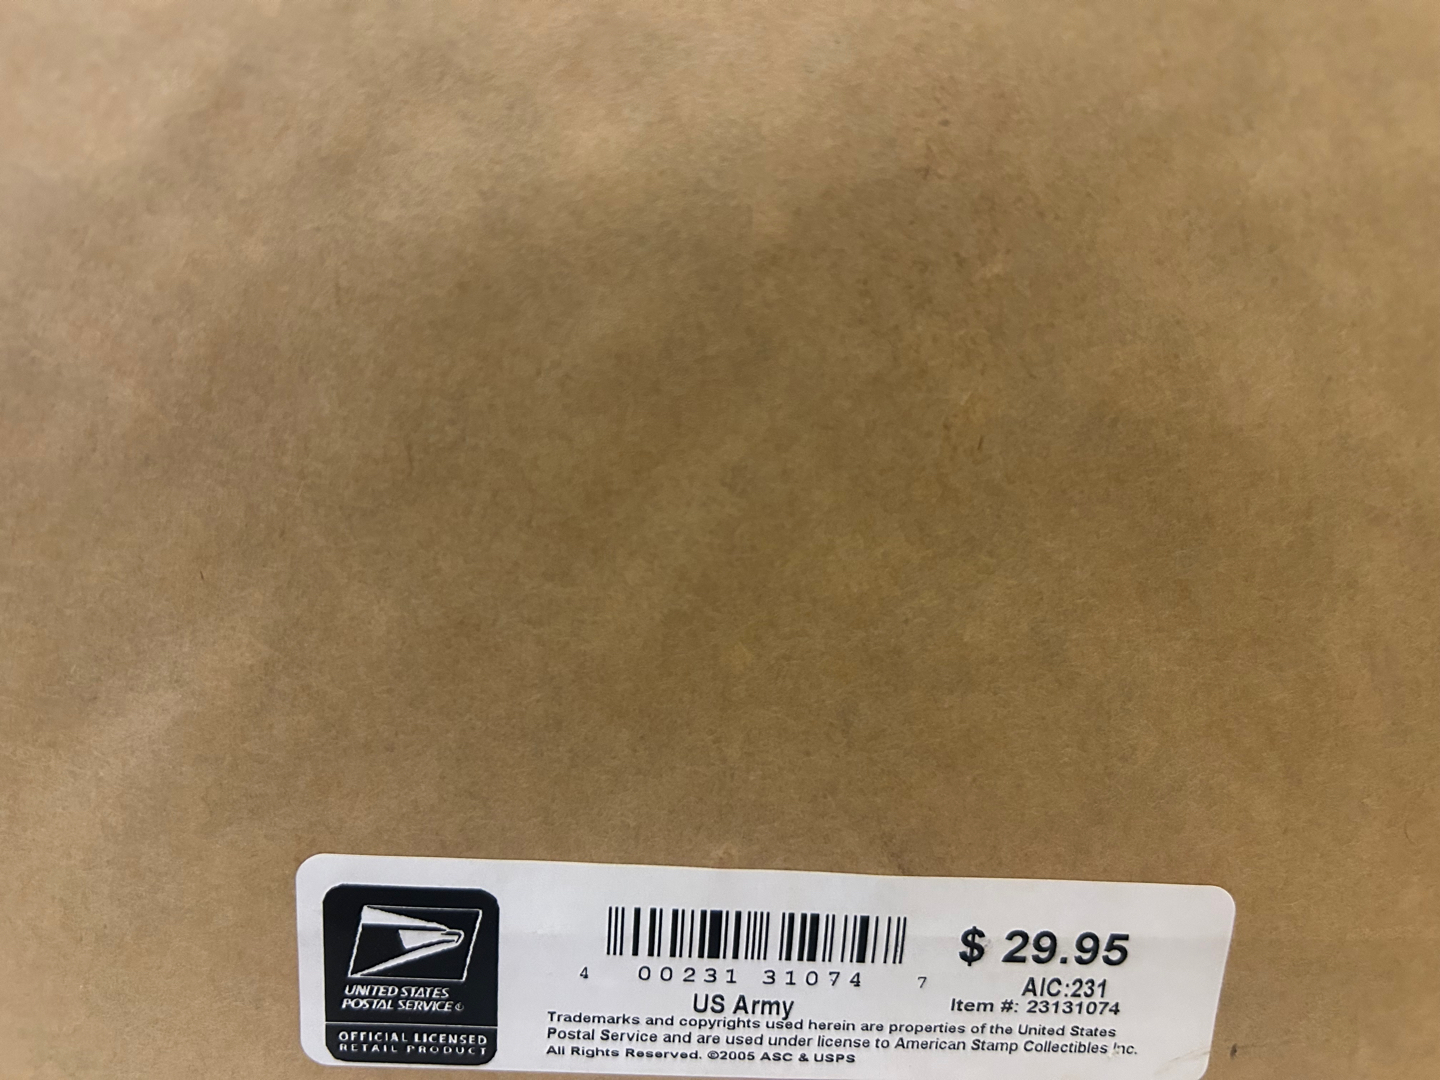 UNITED STATES
POSTAL SERVICE®
OFFICIAL LICENSED
RETAIL PRODUCT
4 00231 31074 7
US Army
$ 29.95
AIC:231
Item #: 23131074
Trademarks and copyrights used herein are properties of the United States
Postal Service and are used under license to American Stamp Collectibles Inc.
All Rights Reserved. ©2005 ASC & USPS